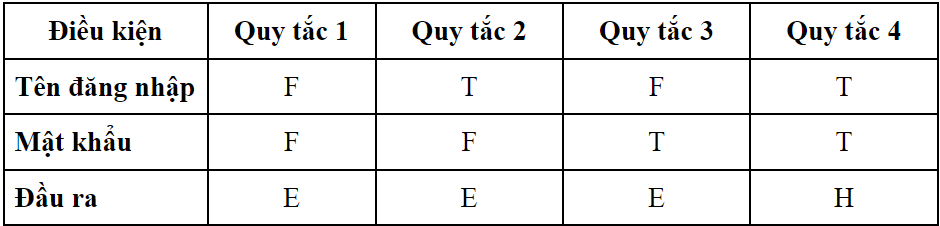 Điều kiện Quy tắc 1 Quy tắc 2 Quy tắc 3 Quy tắc 4
Tên đăng nhập F T F T
Mật khẩu F F T T
Đầu ra E E E H